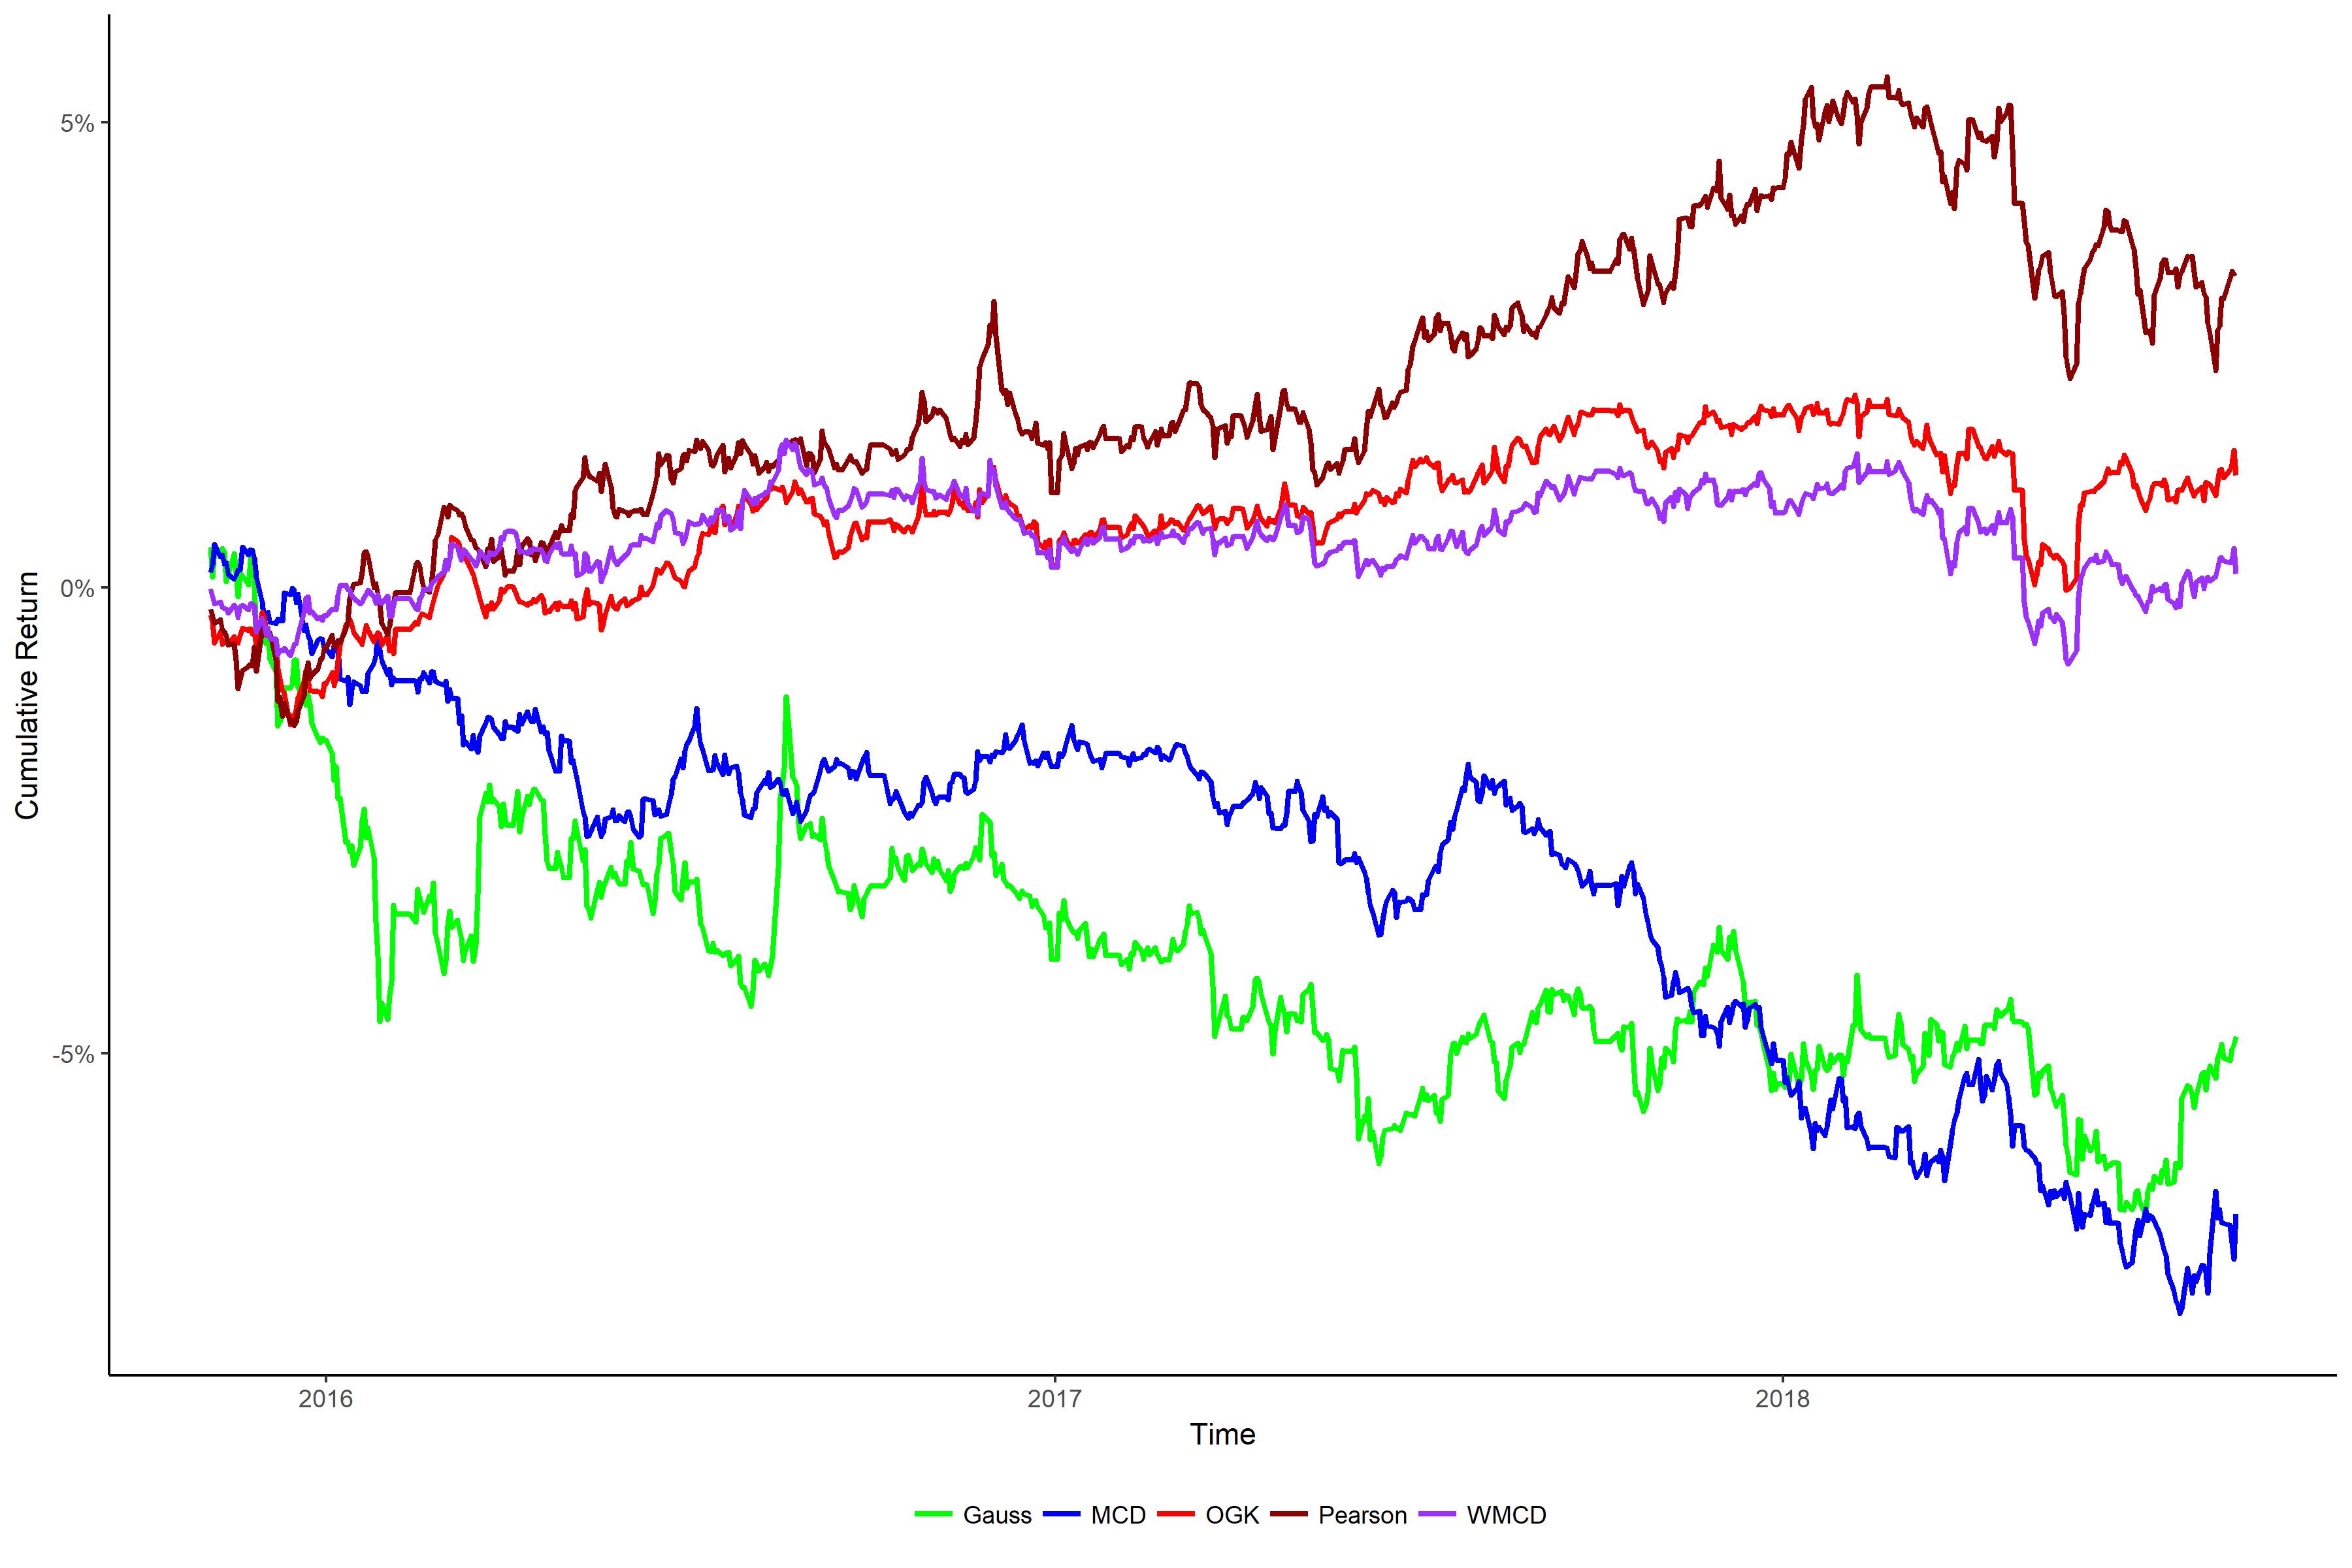 5%
0%
-5%
Cumulative Return
2016 2017 2018
Time
Gauss MCD OGK Pearson WMCD